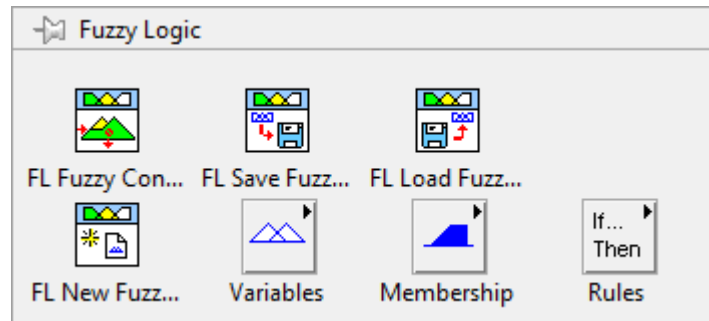 Fuzzy Logic
FL Fuzzy Con... FL Save Fuzz... FL Load Fuzz...
If...
Then
FL New Fuzz... Variables Membership Rules